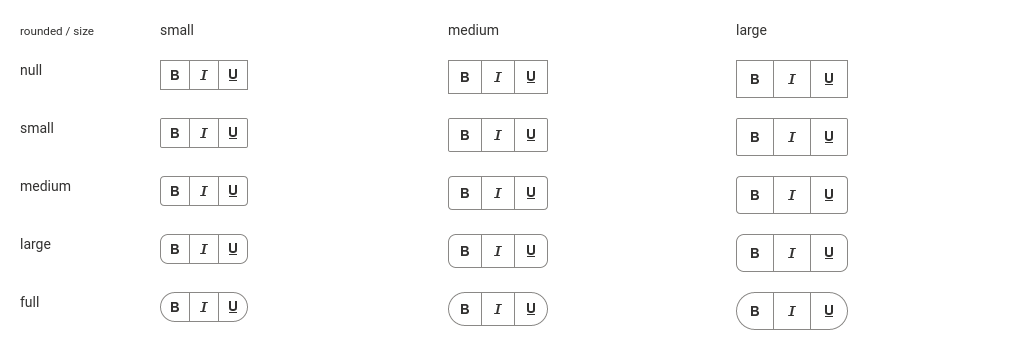 rounded / size small medium large
null B I U B I U B I U
small B I U B I U B I U
medium B I U B I U B I U
large B I U B I U B I U
full B I U B I U B I U